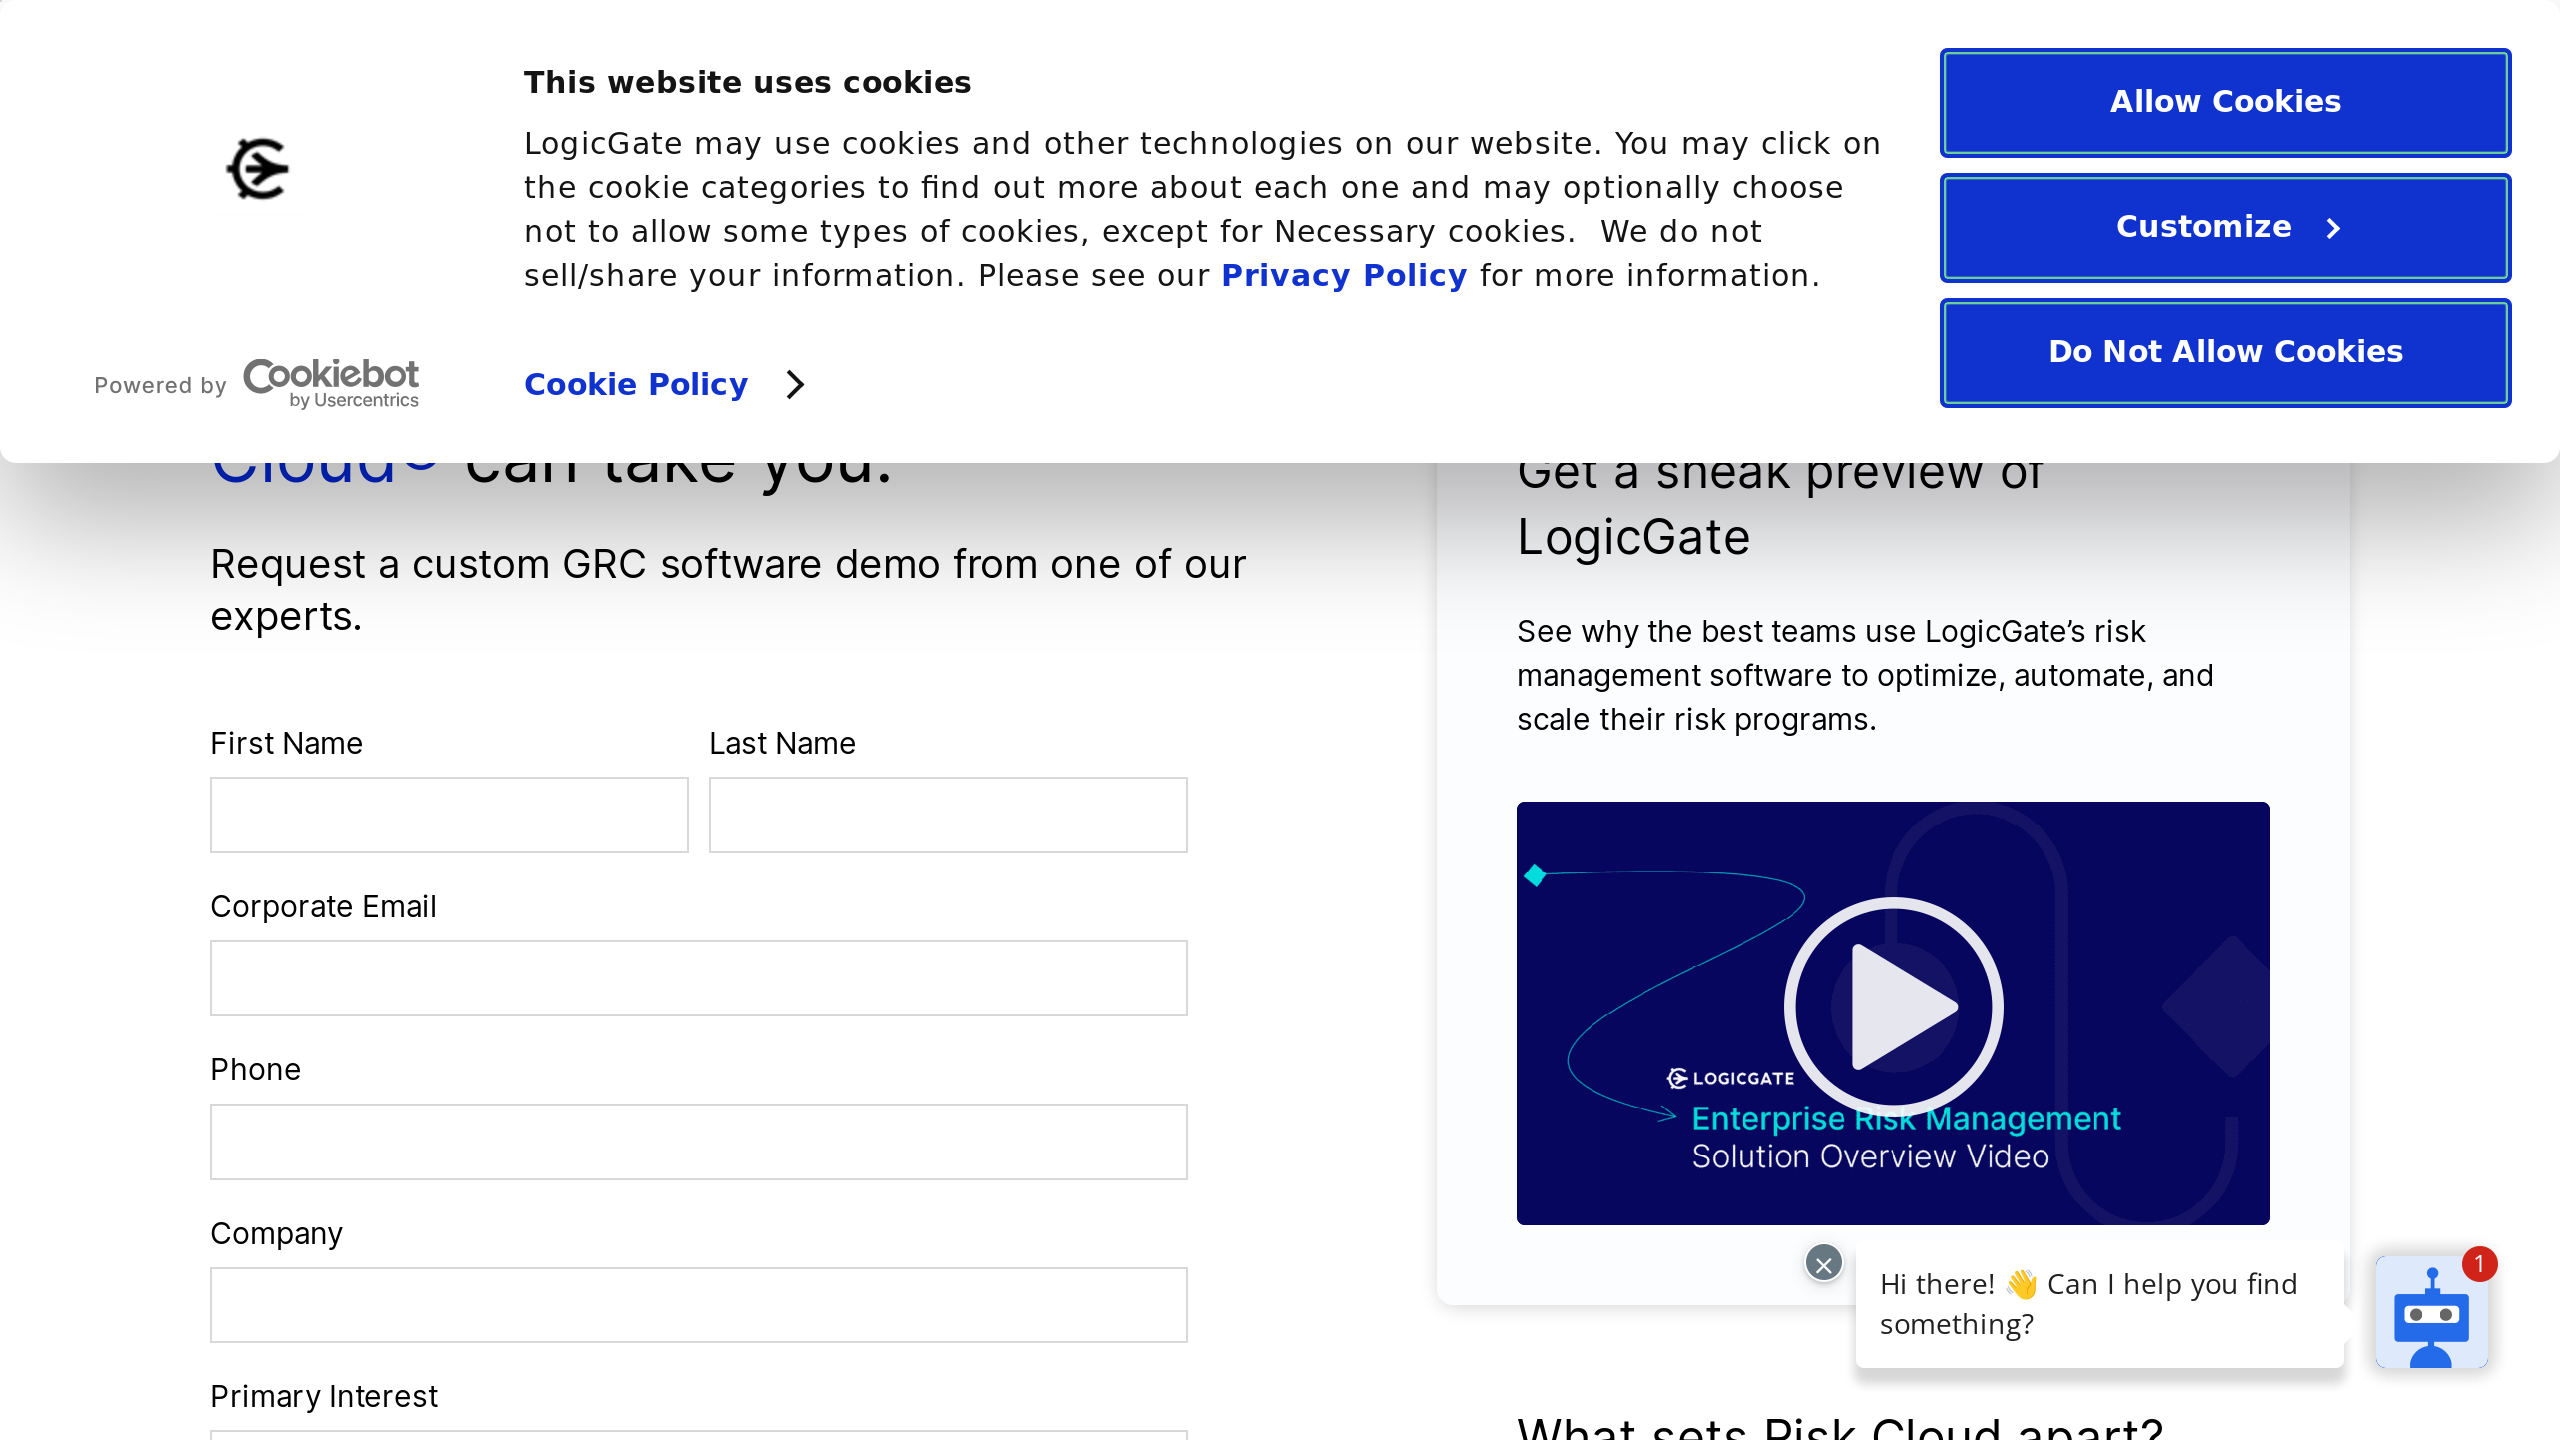 This website uses cookies
LogicGate may use cookies and other technologies on our website. You may click on
the cookie categories to find out more about each one and may optionally choose
not to allow some types of cookies, except for Necessary cookies.  We do not
sell/share your information. Please see our Privacy Policy for more information.
Powered by Cookiebot
by Usercentrics
Cookie Policy
Allow Cookies
Customize
Do Not Allow Cookies
Cloud® can take you.
Request a custom GRC software demo from one of our
experts.
First Name
Last Name
Corporate Email
Phone
Company
Primary Interest
Get a sneak preview of
LogicGate
See why the best teams use LogicGate’s risk
management software to optimize, automate, and
scale their risk programs.
LOGICGATE
Enterprise Risk Management
Solution Overview Video
Hi there! 👋 Can I help you find
something?
1
What sets Risk Cloud apart?